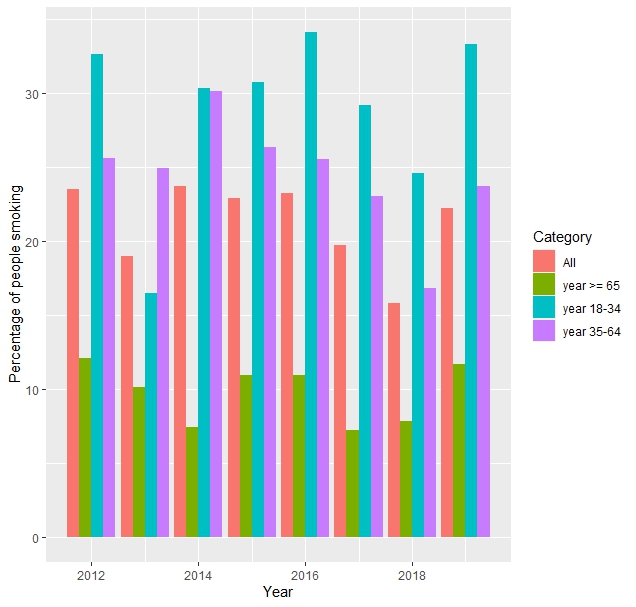 30
20
10
0
Percentage of people smoking
2012 2014 2016 2018
Year
Category
All
year >= 65
year 18-34
year 35-64